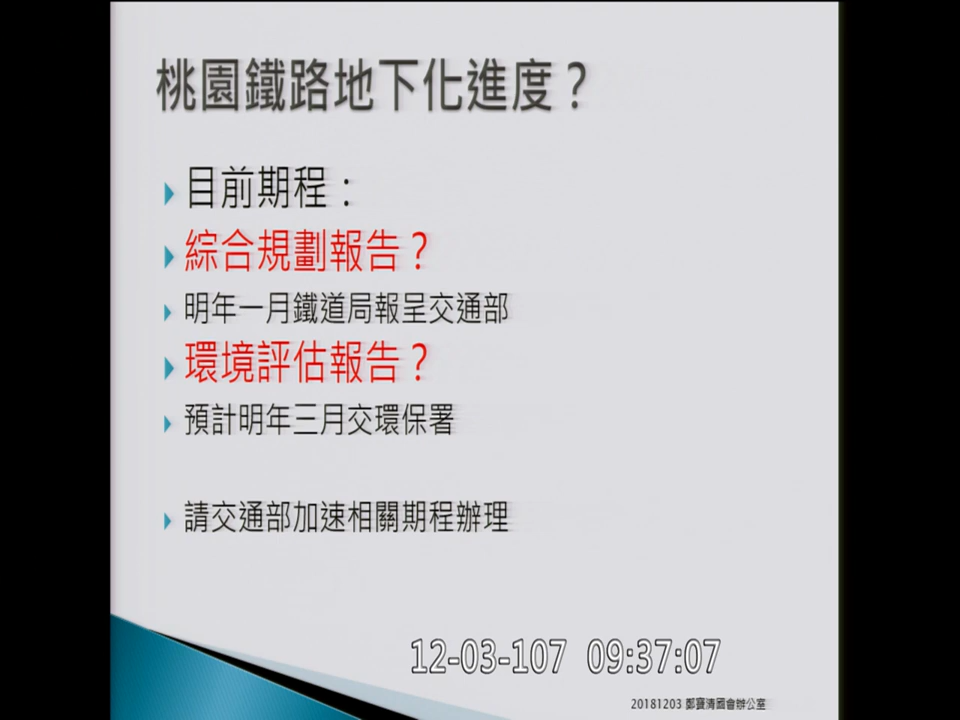 桃園鐵路地下化進度？
目前期程：
綜合規劃報告？
明年一月鐵道局報呈交通部
環境評估報告？
預計明年三月交環保署
請交通部加速相關期程辦理
12-03-107 09:37:07
20181203 鄭寶清國會辦公室